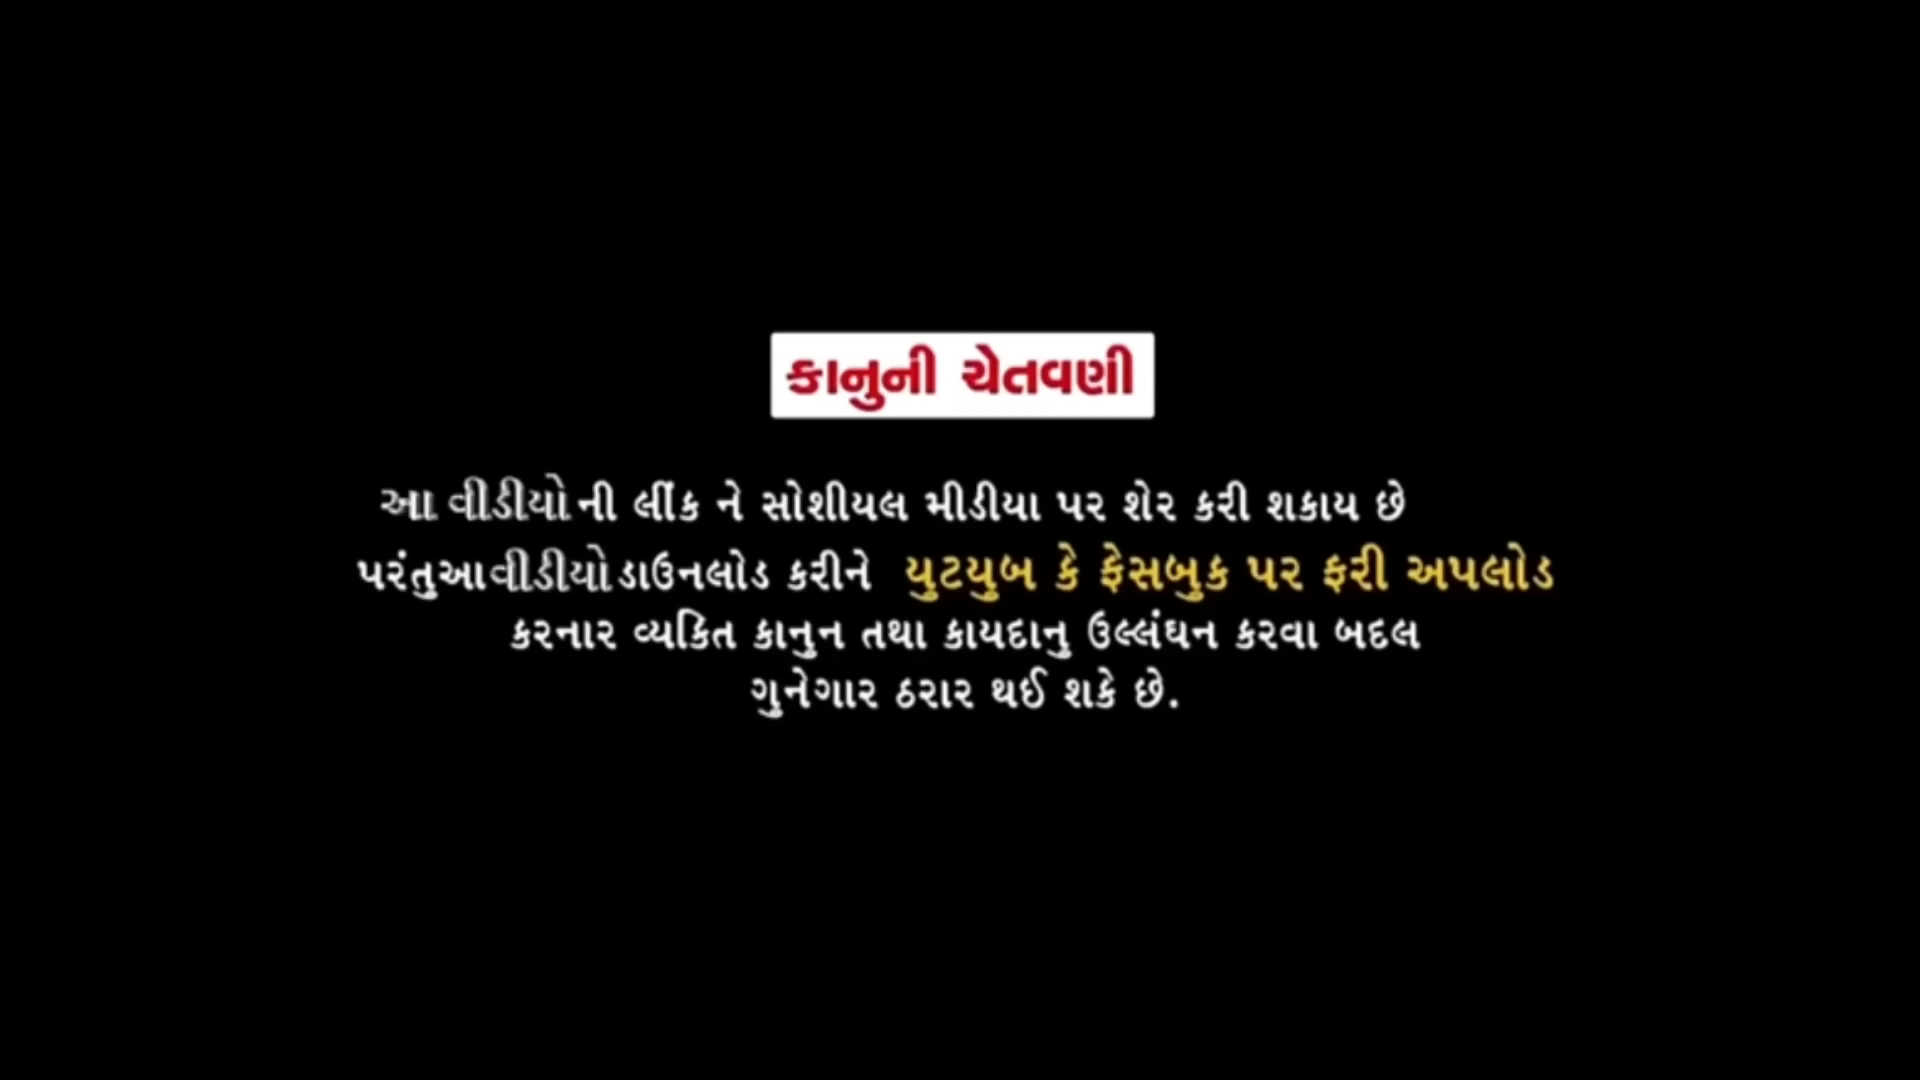 કાનુની ચેતવણી
આ વીડીયો ની લીંક ને સોશીયલ મીડીયા પર શેર કરી શકાય છે
પરંતુઆવીડીયો ડાઉનલોડ કરીને યુટયુબ કે ફેસબુક પર ફરી અપલોડ
કરનાર વ્યકિત કાનુન તથા કાયદાનુ ઉલ્લંઘન કરવા બદલ
ગુનેગાર ઠરાર થઈ શકે છે.